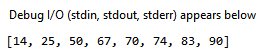 Debug I/O (stdin, stdout, stderr) appears below
[14, 25, 50, 67, 70, 74, 83, 90]